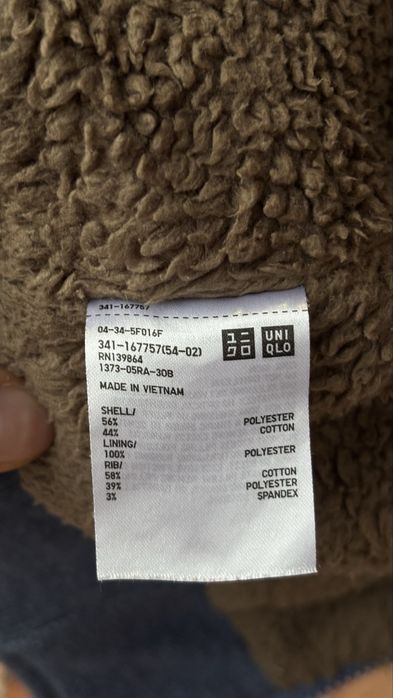 341-167757
04-34-5F016F
341-167757(54-02)
RN139864
1373-05RA-30B
ユニ
クロ
UNI
QLO
MADE IN VIETNAM
SHELL/
56% POLYESTER
44% COTTON
LINING/
100% POLYESTER
RIB/
58% COTTON
39% POLYESTER
3% SPANDEX